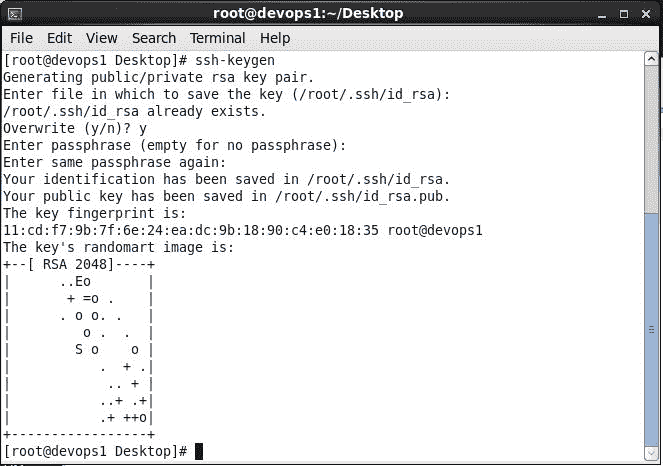 root@devops1:~/Desktop
File Edit View Search Terminal Help
[root@devops1 Desktop]# ssh-keygen
Generating public/private rsa key pair.
Enter file in which to save the key (/root/.ssh/id_rsa):
/root/.ssh/id_rsa already exists.
Overwrite (y/n)? y
Enter passphrase (empty for no passphrase):
Enter same passphrase again:
Your identification has been saved in /root/.ssh/id_rsa.
Your public key has been saved in /root/.ssh/id_rsa.pub.
The key fingerprint is:
11:cd:f7:9b:7f:6e:24:ea:dc:9b:18:90:c4:e0:18:35 root@devops1
The key's randomart image is:
+--[ RSA 2048]----+
|      ..Eo       |
|       + =o .    |
|      . o o. .   |
|         o .  .  |
|        S o    o |
|           .  + .|
|            .. + |
|           ..+ .+|
|           .+ ++o|
+-----------------+
[root@devops1 Desktop]#